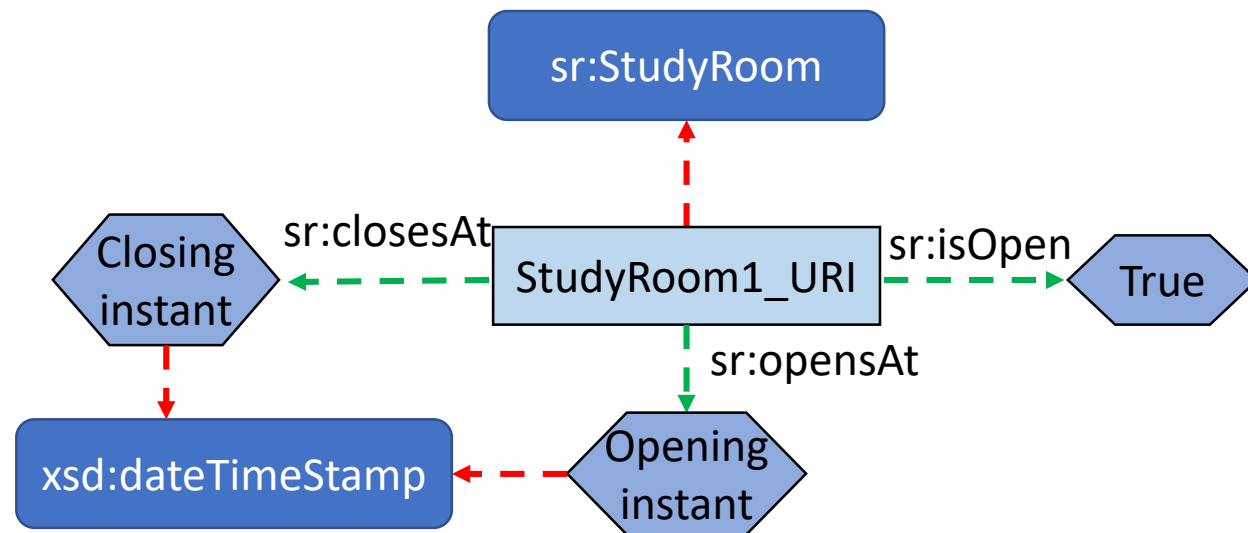 sr:StudyRoom
sr:closesAt
sr:isOpen
Closing
instant
StudyRoom1_URI
True
sr:opensAt
xsd:dateTimeStamp
Opening
instant